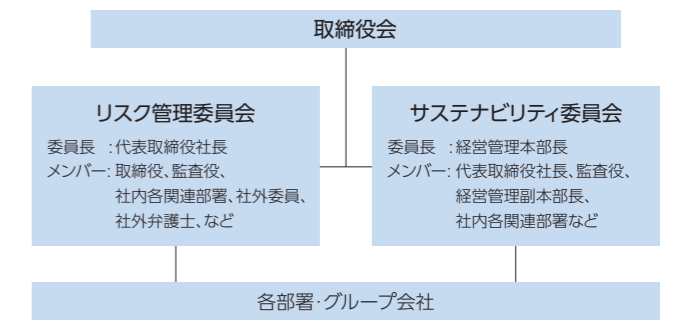 取締役会
リスク管理委員会
委員長 :代表取締役社長
メンバー:取締役、監査役、
社内各関連部署、社外委員、
社外弁護士、など
サステナビリティ委員会
委員長 :経営管理本部長
メンバー:代表取締役社長、監査役、
経営管理副本部長、
社内各関連部署など
各部署・グループ会社